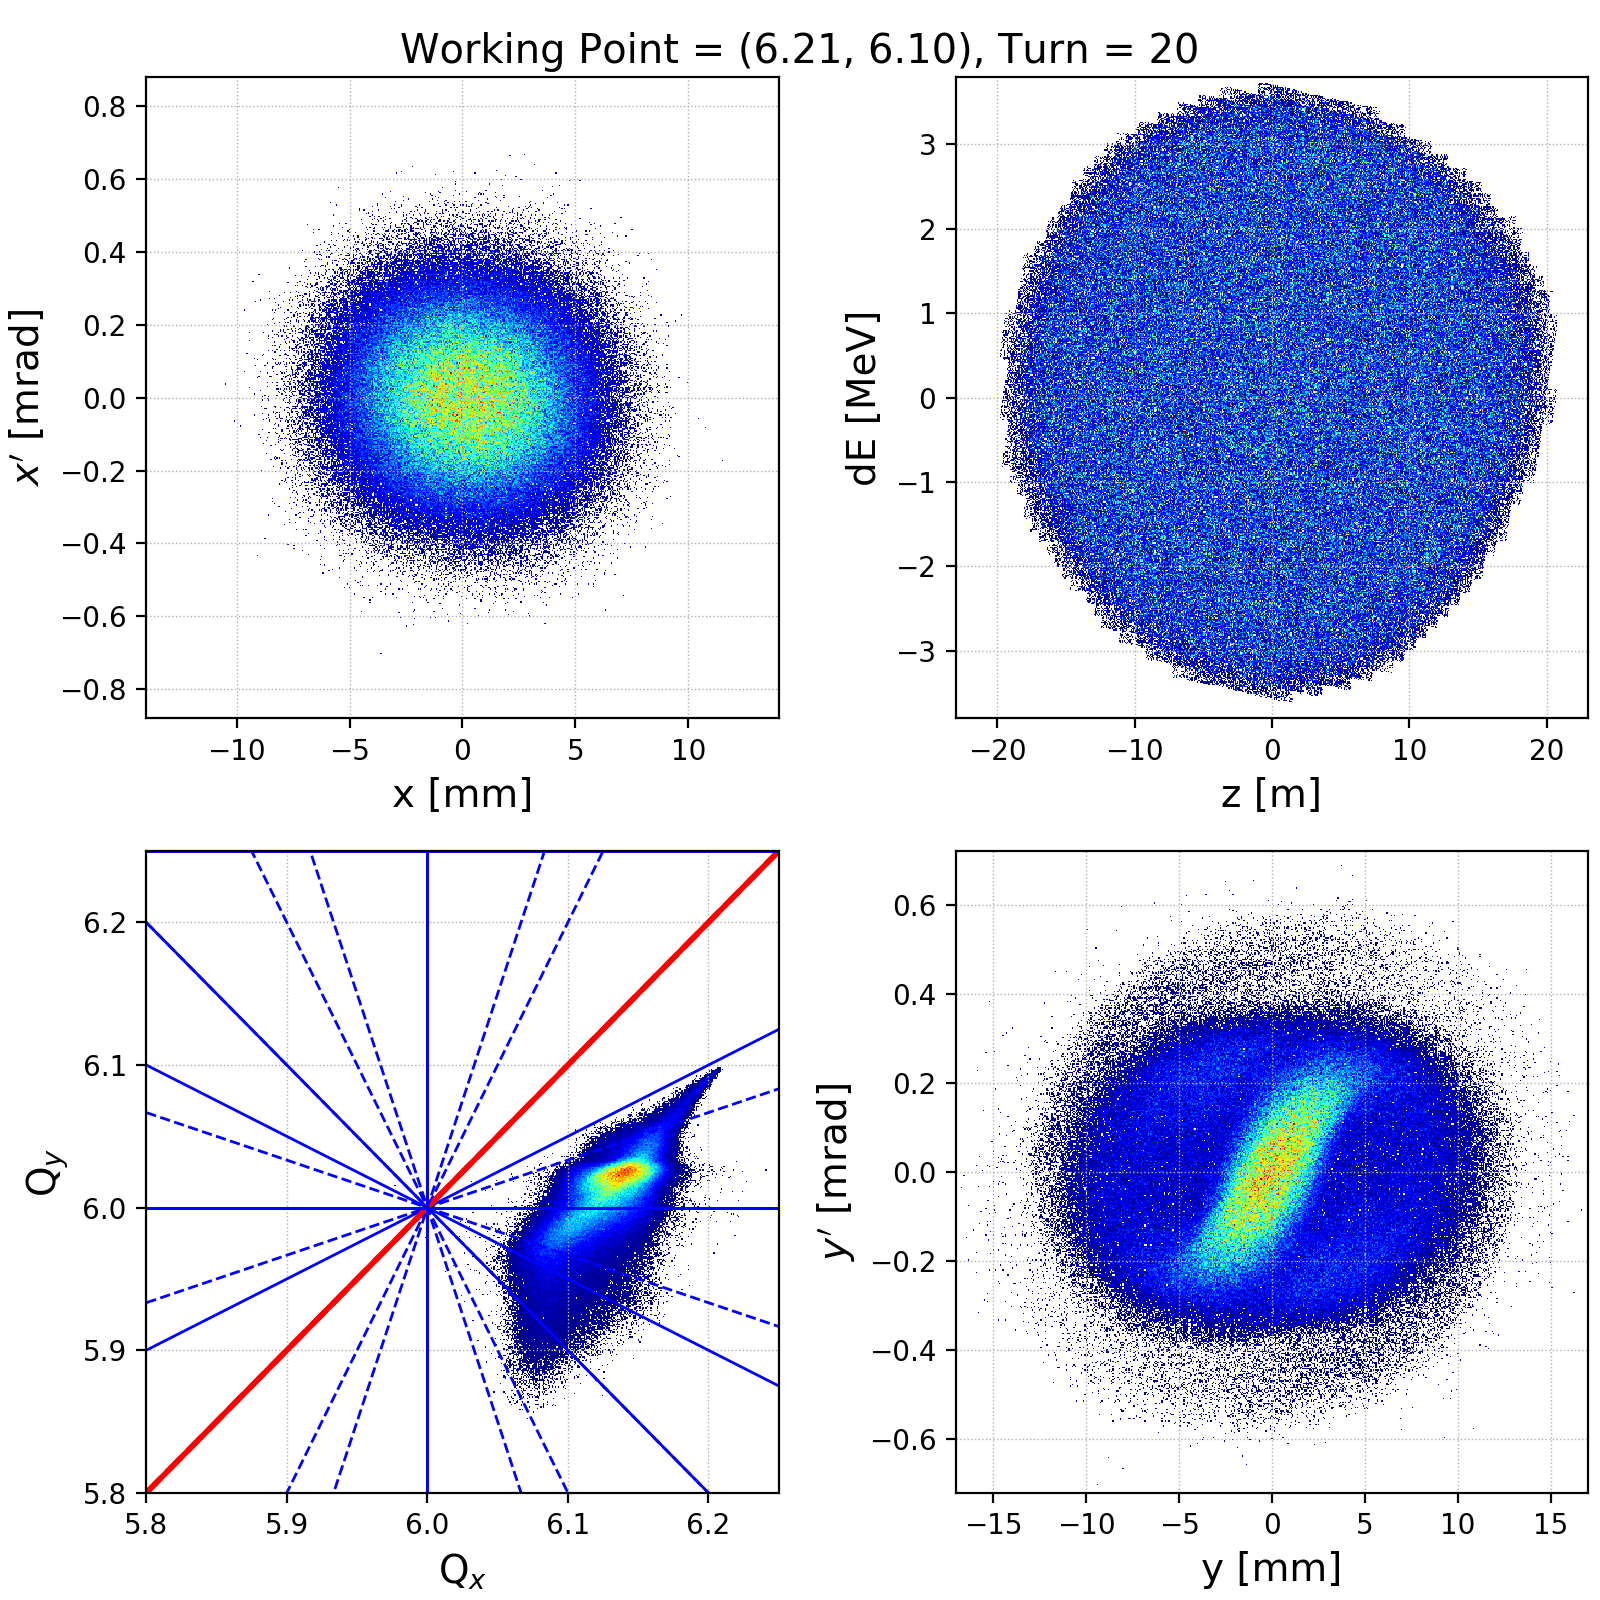 Working Point = (6.21, 6.10), Turn = 20
0.8
0.6
0.4
0.2
0.0
−0.2
−0.4
−0.6
−0.8
x′ [mrad]
−10 −5 0 5 10
x [mm]
3
2
1
0
−1
−2
−3
dE [MeV]
−20 −10 0 10 20
z [m]
6.2
6.1
6.0
5.9
5.8
Qy
5.8 5.9 6.0 6.1 6.2
Qx
0.6
0.4
0.2
0.0
−0.2
−0.4
−0.6
y′ [mrad]
−15 −10 −5 0 5 10 15
y [mm]